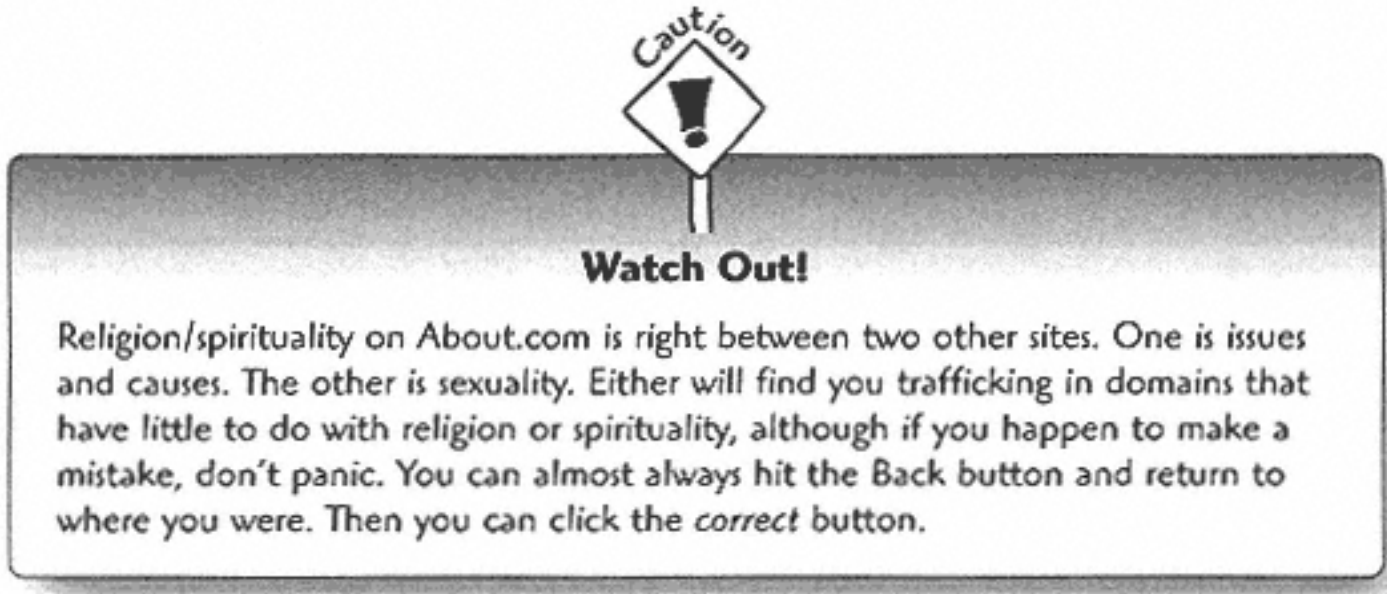 Caution
Watch Out!
Religion/spirituality on About.com is right between two other sites. One is issues
and causes. The other is sexuality. Either will find you trafficking in domains that
have little to do with religion or spirituality, although if you happen to make a
mistake, don't panic. You can almost always hit the Back button and return to
where you were. Then you can click the correct button.